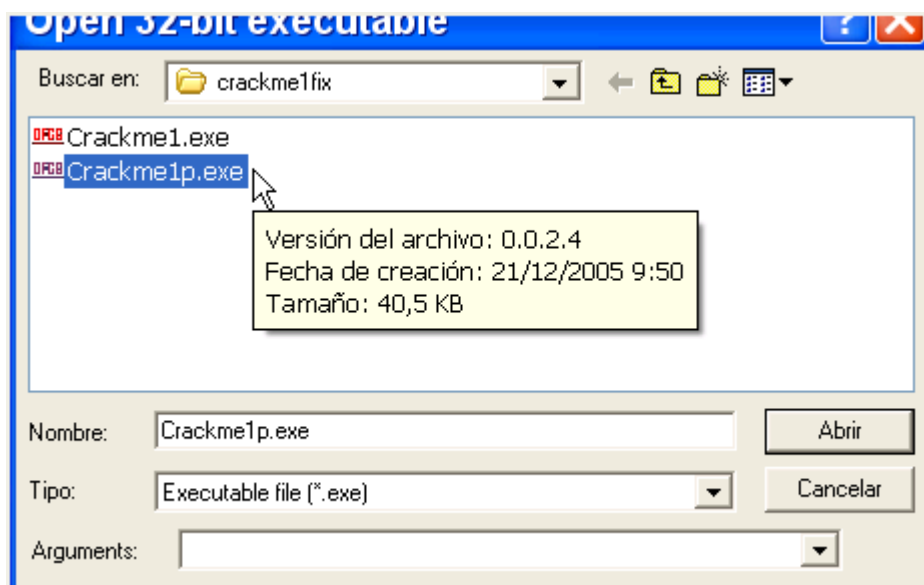 Open 32-bit executable
Buscar en: crackme1fix
Crackme1.exe
Crackme1p.exe
Versión del archivo: 0.0.2.4
Fecha de creación: 21/12/2005 9:50
Tamaño: 40,5 KB
Nombre: Crackme1p.exe Abrir
Tipo: Executable file (*.exe) Cancelar
Arguments: